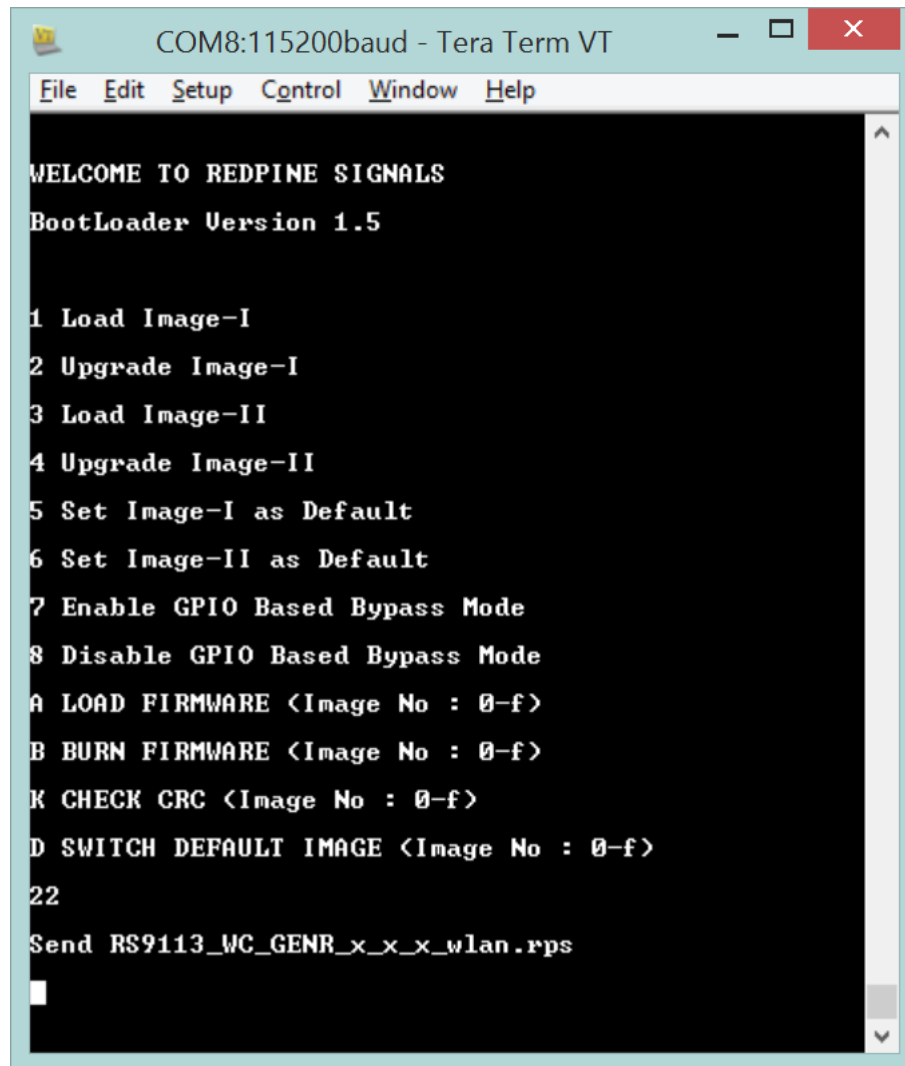 COM8:115200baud - Tera Term VT
File Edit Setup Control Window Help
WELCOME TO REDPINE SIGNALS
BootLoader Version 1.5
1 Load Image-I
2 Upgrade Image-I
3 Load Image-II
4 Upgrade Image-II
5 Set Image-I as Default
6 Set Image-II as Default
7 Enable GPIO Based Bypass Mode
8 Disable GPIO Based Bypass Mode
A LOAD FIRMWARE (Image No : 0-f)
B BURN FIRMWARE (Image No : 0-f)
K CHECK CRC (Image No : 0-f)
D SWITCH DEFAULT IMAGE (Image No : 0-f)
22
Send RS9113_WC_GENR_x_x_x_wlan.rps